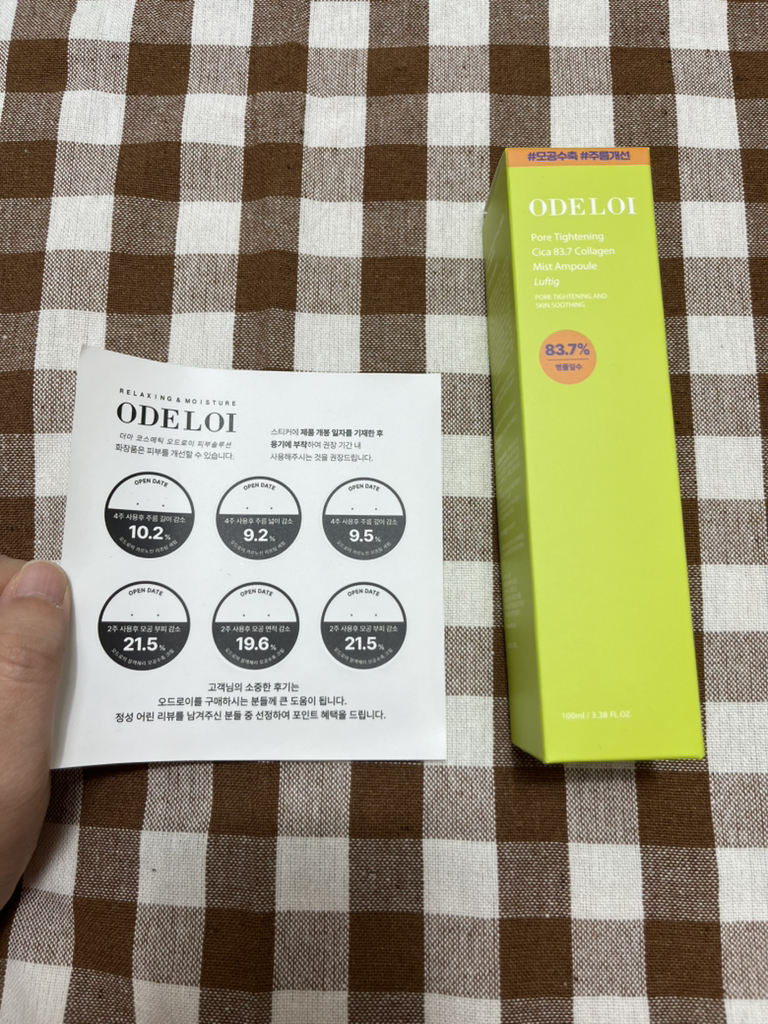 RELAXING & MOISTURE
ODELOI
더마 코스메틱 오드로이 피부솔루션
화장품은 피부를 개선할 수 있습니다.
스티커에 제품 개봉 일자를 기재한 후
용기에 부착하여 권장 기간 내
사용해주시는 것을 권장드립니다.
OPEN DATE
4주 사용후 주름 길이 감소
10.2%
OPEN DATE
4주 사용후 주름 넓이 감소
9.2%
OPEN DATE
4주 사용후 주름 깊이 감소
9.5%
OPEN DATE
2주 사용후 모공 부피 감소
21.5%
OPEN DATE
2주 사용후 모공 면적 감소
19.6%
OPEN DATE
2주 사용후 모공 부피 감소
21.5%
고객님의 소중한 후기는
오드로이를 구매하시는 분들께 큰 도움이 됩니다.
정성 어린 리뷰를 남겨주신 분들 중 선정하여 포인트 혜택을 드립니다.
#모공수축 #주름개선
ODELOI
Pore Tightening
Cica 83.7 Collagen
Mist Ampoule
Luftig
PORE TIGHTENING AND
SKIN SOOTHING
83.7%
병풀잎수
100ml / 3.38 FL.OZ.